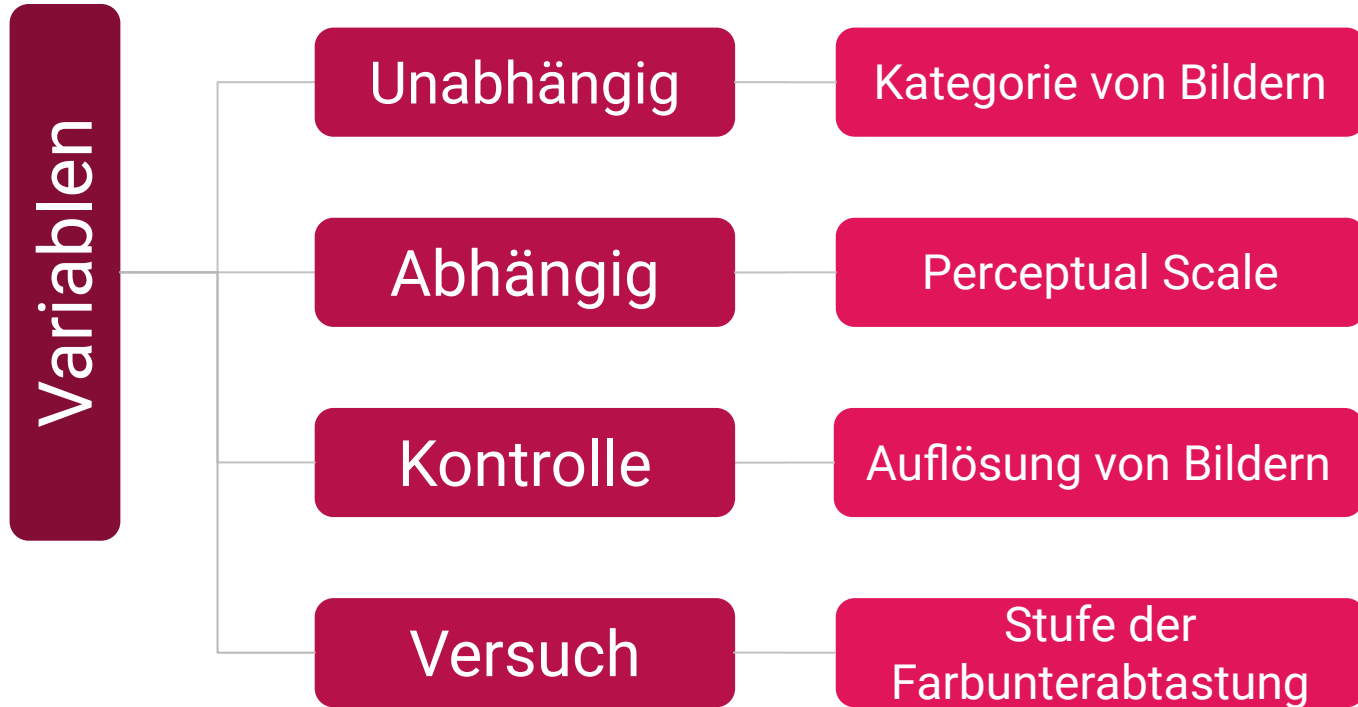 Variablen
Unabhängig
Kategorie von Bildern
Abhängig
Perceptual Scale
Kontrolle
Auflösung von Bildern
Versuch
Stufe der
Farbunterabtastung